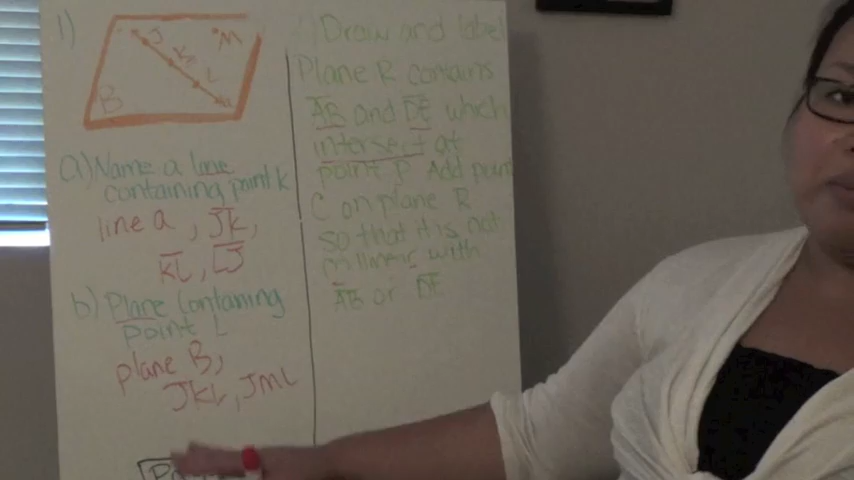 1)
J
K
L
M
B
a) Name a line
containing point K
line a, JK,
KL, LJ
b) Plane Containing
Point L
plane B,
JKL, JML
Draw and label
Plane R contains
AB and DE which
intersect at
point P. Add point
C on plane R
so that it is not
collinear with
AB or DE